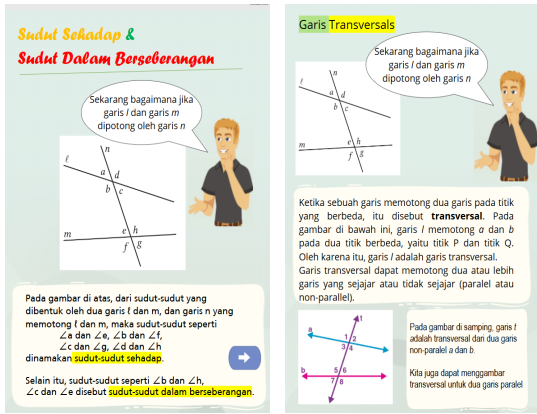 Sudut Sehadap &
Sudut Dalam Berseberangan
Sekarang bagaimana jika
garis l dan garis m
dipotong oleh garis n
n
ℓ
a d
b c
m
e h
f g
Pada gambar di atas, dari sudut-sudut yang
dibentuk oleh dua garis ℓ dan m, dan garis n yang
memotong ℓ dan m, maka sudut-sudut seperti
∠a dan ∠e, ∠b dan ∠f,
∠c dan ∠g, ∠d dan ∠h
dinamakan sudut-sudut sehadap.
Selain itu, sudut-sudut seperti ∠b dan ∠h,
∠c dan ∠e disebut sudut-sudut dalam berseberangan.
Garis Transversals
Sekarang bagaimana jika
garis l dan garis m
dipotong oleh garis n
n
ℓ
a d
b c
m
e h
f g
Ketika sebuah garis memotong dua garis pada titik
yang berbeda, itu disebut transversal. Pada
gambar di bawah ini, garis l memotong a dan b
pada dua titik berbeda, yaitu titik P dan titik Q.
Oleh karena itu, garis l adalah garis transversal.
Garis transversal dapat memotong dua atau lebih
garis yang sejajar atau tidak sejajar (paralel atau
non-parallel).
1
a
1 2
3 4
b
5 6
7 8
Pada gambar di samping, garis l
adalah transversal dari dua garis
non-paralel a dan b.
Kita juga dapat menggambar
transversal untuk dua garis paralel